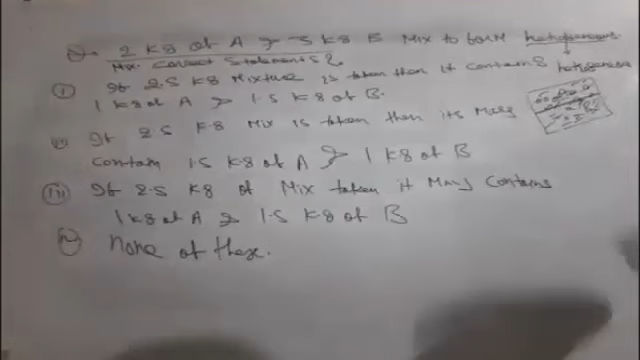 Q. 2 kg of A & 3 kg B Mix to form heterogeneous
Mix. Correct Statements?
(i) If 2.5 kg Mixture is taken then it contains heterogeneous
1 kg of A & 1.5 kg of B.
(ii) If 2.5 kg Mix is taken then its May
contain 1.5 kg of A & 1 kg of B
(iii) If 2.5 kg of Mix taken it May contains
1 kg of A & 1.5 kg of B
(iv) None of these.